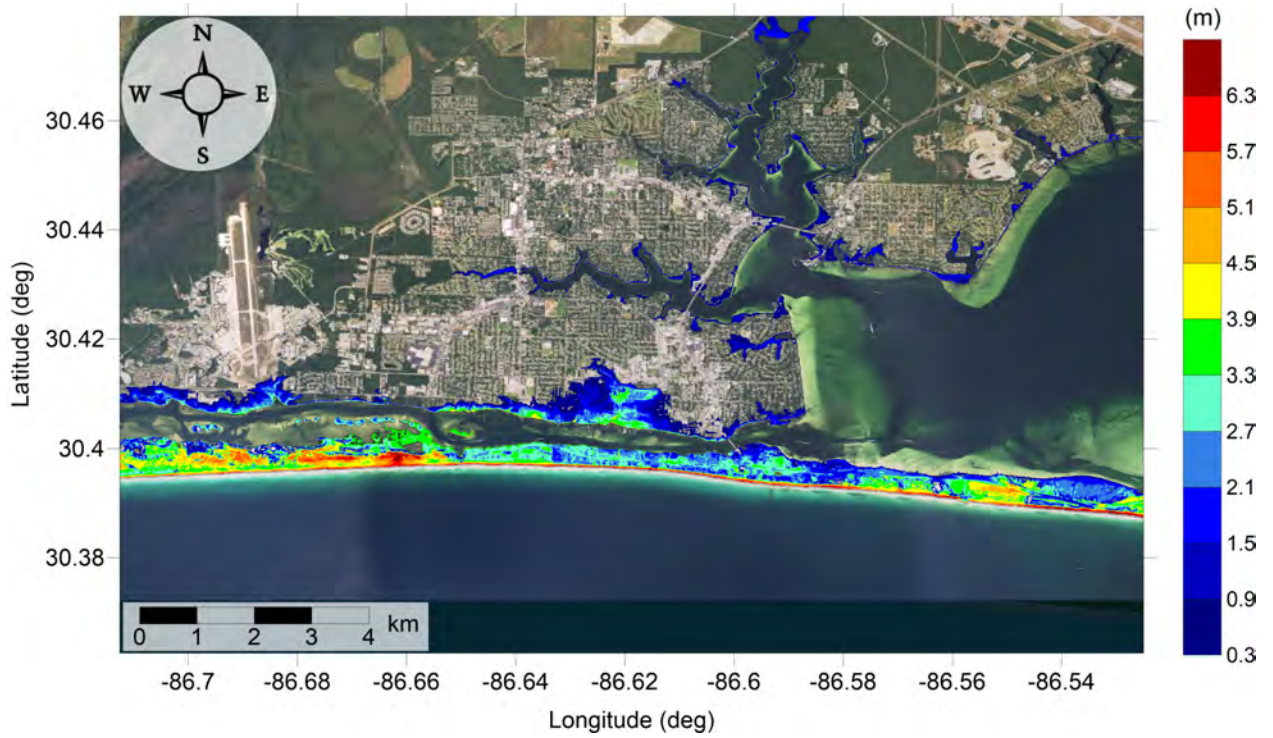 (m)
N
W E
S
6.3
5.7
5.1
4.5
3.9
3.3
2.7
2.1
1.5
0.9
0.3
Latitude (deg)
30.46
30.44
30.42
30.4
30.38
0 1 2 3 4 km
-86.7 -86.68 -86.66 -86.64 -86.62 -86.6 -86.58 -86.56 -86.54
Longitude (deg)